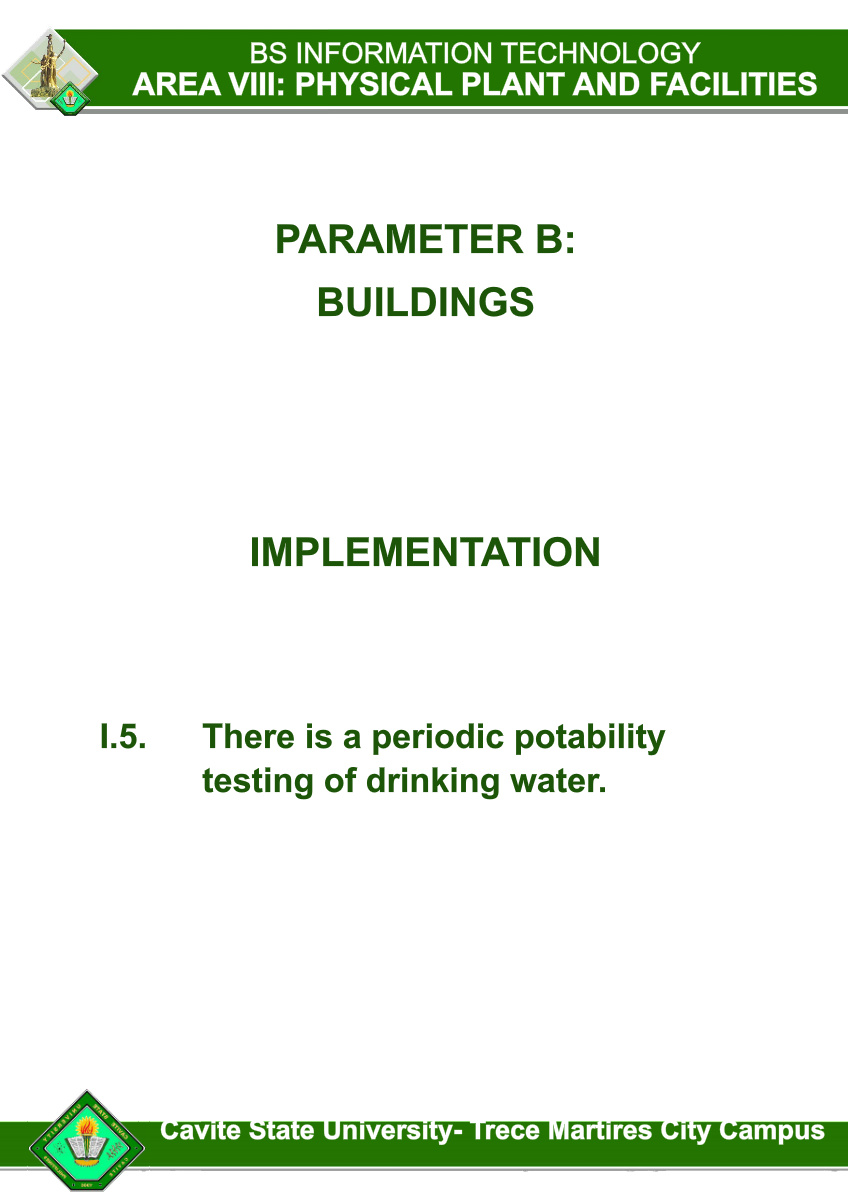 BS INFORMATION TECHNOLOGY
AREA VIII: PHYSICAL PLANT AND FACILITIES
PARAMETER B:
BUILDINGS
IMPLEMENTATION
I.5. There is a periodic potability
testing of drinking water.
Cavite State University- Trece Martires City Campus